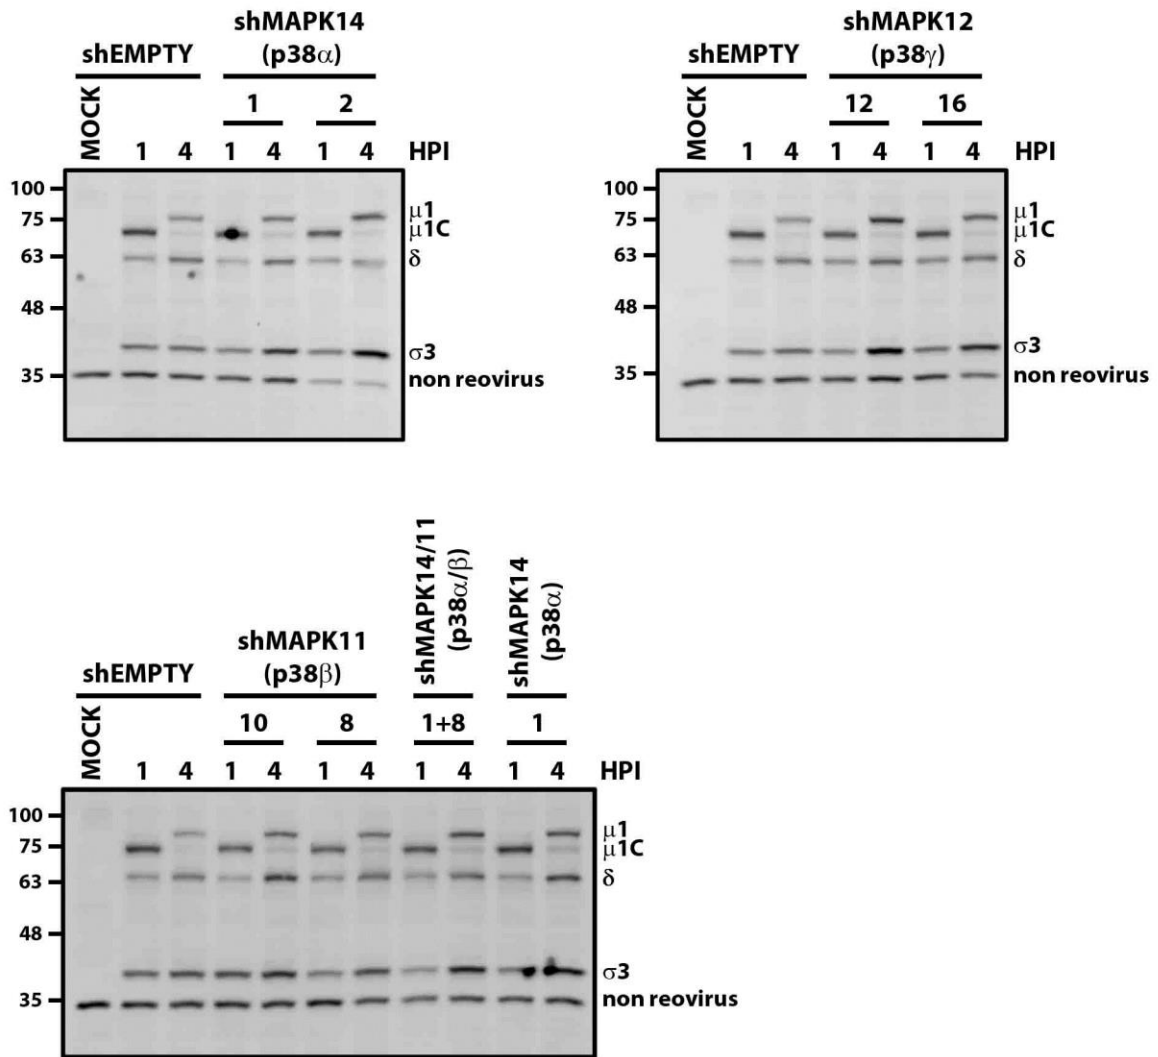 shMAPK14
shEMPTY (p38α)
MOCK 1 2
1 4 1 4 1 4 HPI
100
75
63
48
35
μ1
μ1C
δ
σ3
non reovirus
shMAPK12
shEMPTY (p38γ)
MOCK 12 16
1 4 1 4 1 4 HPI
100
75
63
48
35
μ1
μ1C
δ
σ3
non reovirus
shMAPK14/11
(p38α/β)
shMAPK14
(p38α)
shMAPK11
shEMPTY (p38β)
MOCK 10 8 1+8 1
1 4 1 4 1 4 1 4 1 4 HPI
100
75
63
48
35
μ1
μ1C
δ
σ3
non reovirus